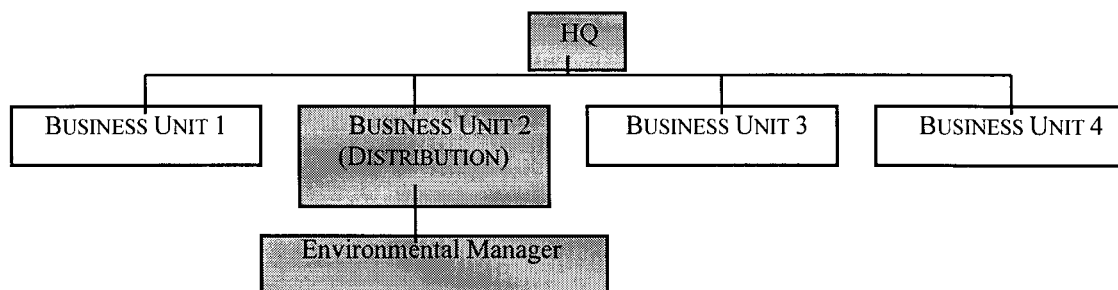 HQ
BUSINESS UNIT 1
BUSINESS UNIT 2
(DISTRIBUTION)
BUSINESS UNIT 3
BUSINESS UNIT 4
Environmental Manager